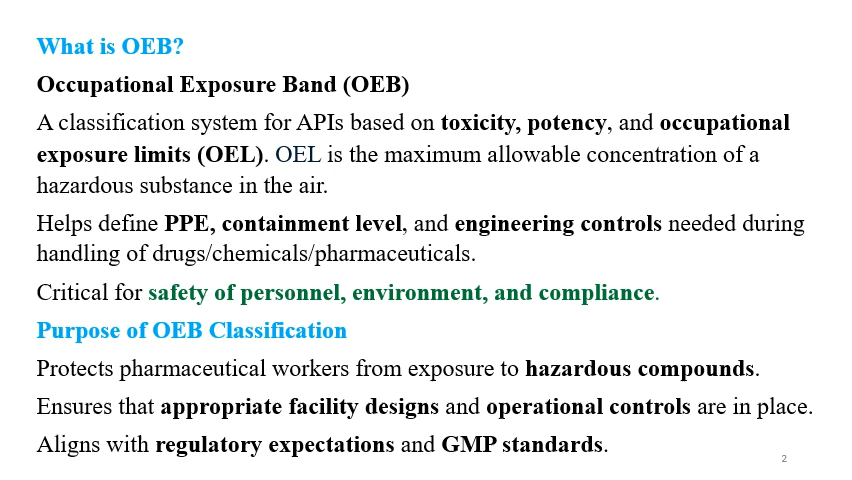 What is OEB?
Occupational Exposure Band (OEB)
A classification system for APIs based on toxicity, potency, and occupational
exposure limits (OEL). OEL is the maximum allowable concentration of a
hazardous substance in the air.
Helps define PPE, containment level, and engineering controls needed during
handling of drugs/chemicals/pharmaceuticals.
Critical for safety of personnel, environment, and compliance.
Purpose of OEB Classification
Protects pharmaceutical workers from exposure to hazardous compounds.
Ensures that appropriate facility designs and operational controls are in place.
Aligns with regulatory expectations and GMP standards.
2